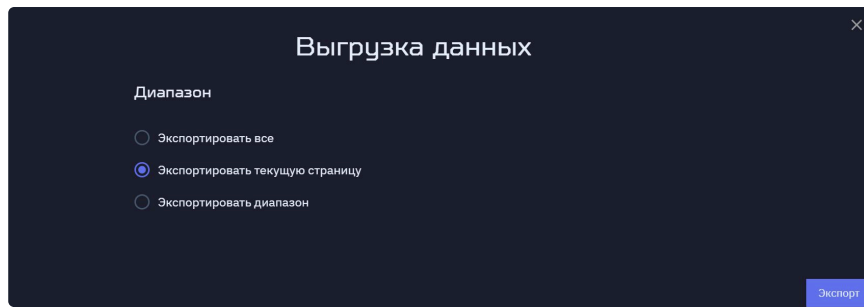 Выгрузка данных
Диапазон
Экспортировать все
Экспортировать текущую страницу
Экспортировать диапазон
Экспорт